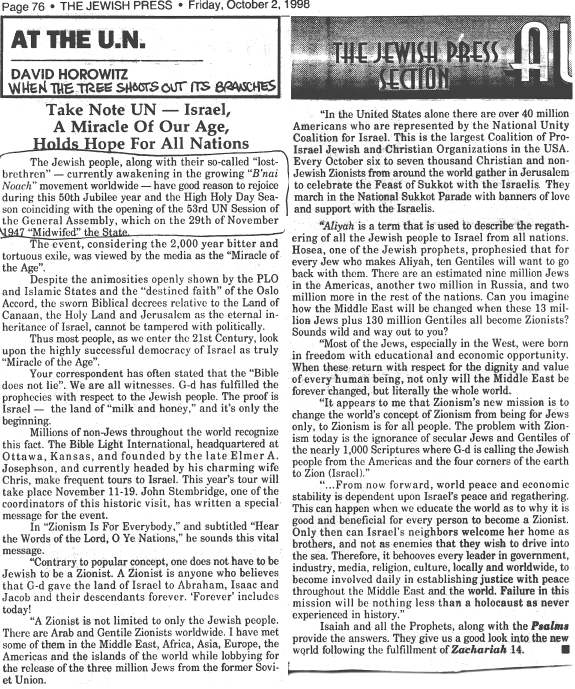 Page 76 • THE JEWISH PRESS • Friday, October 2, 1998
AT THE U.N.
DAVID HOROWITZ
WHEN THE TREE SHOOTS OUT ITS BRANCHES
Take Note UN — Israel,
A Miracle Of Our Age,
Holds Hope For All Nations
The Jewish people, along with their so-called "lost-
brethren" — currently awakening in the growing "B'nai
Noach" movement worldwide — have good reason to rejoice
during this 50th Jubilee year and the High Holy Day Sea-
son coinciding with the opening of the 53rd UN Session of
the General Assembly, which on the 29th of November
1947 "Midwifed" the State.
The event, considering the 2,000 year bitter and
tortuous exile, was viewed by the media as the "Miracle of
the Age".
Despite the animosities openly shown by the PLO
and Islamic States and the "destined faith" of the Oslo
Accord, the sworn Biblical decrees relative to the Land of
Canaan, the Holy Land and Jerusalem as the eternal in-
heritance of Israel, cannot be tampered with politically.
Thus most people, as we enter the 21st Century, look
upon the highly successful democracy of Israel as truly
"Miracle of the Age".
Your correspondent has often stated that the "Bible
does not lie". We are all witnesses. G-d has fulfilled the
prophecies with respect to the Jewish people. The proof is
Israel — the land of "milk and honey," and it's only the
beginning.
Millions of non-Jews throughout the world recognize
this fact. The Bible Light International, headquartered at
Ottawa, Kansas, and founded by the late Elmer A.
Josephson, and currently headed by his charming wife
Chris, make frequent tours to Israel. This year's tour will
take place November 11-19. John Stembridge, one of the
coordinators of this historic visit, has written a special
message for the event.
In "Zionism Is For Everybody," and subtitled "Hear
the Words of the Lord, O Ye Nations," he sounds this vital
message.
"Contrary to popular concept, one does not have to be
Jewish to be a Zionist. A Zionist is anyone who believes
that G-d gave the land of Israel to Abraham, Isaac and
Jacob and their descendants forever. 'Forever' includes
today!
"A Zionist is not limited to only the Jewish people.
There are Arab and Gentile Zionists worldwide. I have met
some of them in the Middle East, Africa, Asia, Europe, the
Americas and the islands of the world while lobbying for
the release of the three million Jews from the former Sovi-
et Union.
THE JEWISH PRESS
SECTION
"In the United States alone there are over 40 million
Americans who are represented by the National Unity
Coalition for Israel. This is the largest Coalition of Pro-
Israel Jewish and Christian Organizations in the USA.
Every October six to seven thousand Christian and non-
Jewish Zionists from around the world gather in Jerusalem
to celebrate the Feast of Sukkot with the Israelis. They
march in the National Sukkot Parade with banners of love
and support with the Israelis.
"Aliyah is a term that is used to describe the regath-
ering of all the Jewish people to Israel from all nations.
Hosea, one of the Jewish prophets, prophosied that for
every Jew who makes Aliyah, ten Gentiles will want to go
back with them. There are an estimated nine million Jews
in the Americas, another two million in Russia, and two
million more in the rest of the nations. Can you imagine
how the Middle East will be changed when these 13 mil-
lion Jews plus 130 million Gentiles all become Zionists?
Sounds wild and way out to you?
"Most of the Jews, especially in the West, were born
in freedom with educational and economic opportunity.
When these return with respect for the dignity and value
of every human being, not only will the Middle East be
forever changed, but literally the whole world.
"It appears to me that Zionism's new mission is to
change the world's concept of Zionism from being for Jews
only, to Zionism is for all people. The problem with Zion-
ism today is the ignorance of secular Jews and Gentiles of
the nearly 1,000 Scriptures where G-d is calling the Jewish
people from the Americas and the four corners of the earth
to Zion (Israel)."
"...From now forward, world peace and economic
stability is dependent upon Israel's peace and regathering.
This can happen when we educate the world as to why it is
good and beneficial for every person to become a Zionist.
Only then can Israel's neighbors welcome her home as
brothers, and not as enemies that they wish to drive into
the sea. Therefore, it behooves every leader in government,
industry, media, religion, culture, locally and worldwide, to
become involved daily in establishing justice with peace
throughout the Middle East and the world. Failure in this
mission will be nothing less than a holocaust as never
experienced in history."
Isaiah and all the Prophets, along with the Psalms
provide the answers. They give us a good look into the new
world following the fulfillment of Zechariah 14.